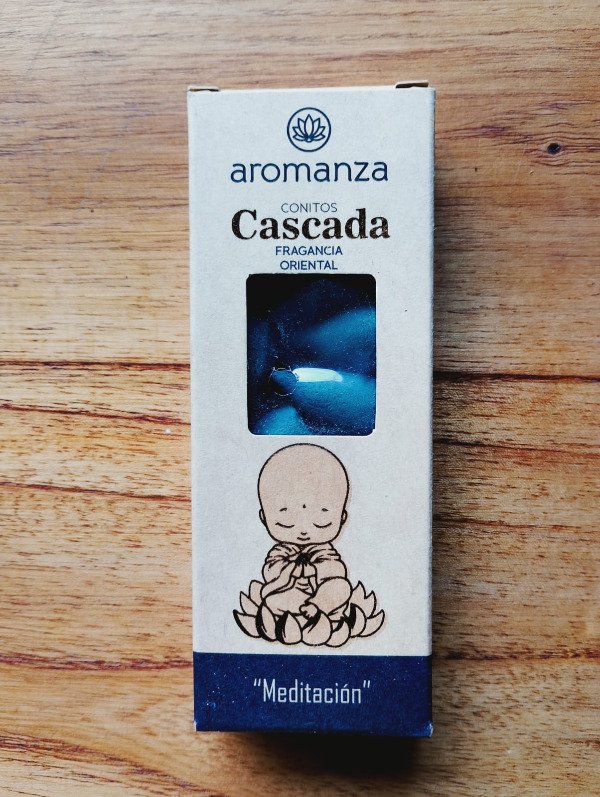 aromanza
CONITOS
Cascada
FRAGANCIA
ORIENTAL
"Meditación"